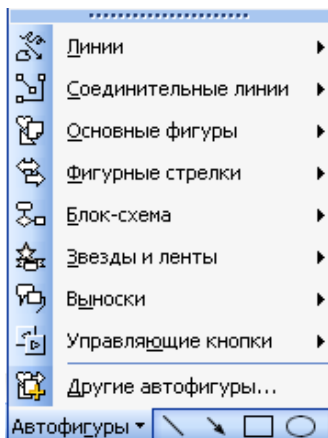 Линии
Соединительные линии
Основные фигуры
Фигурные стрелки
Блок-схема
Звезды и ленты
Выноски
Управляющие кнопки
Другие автофигуры...
Автофигуры